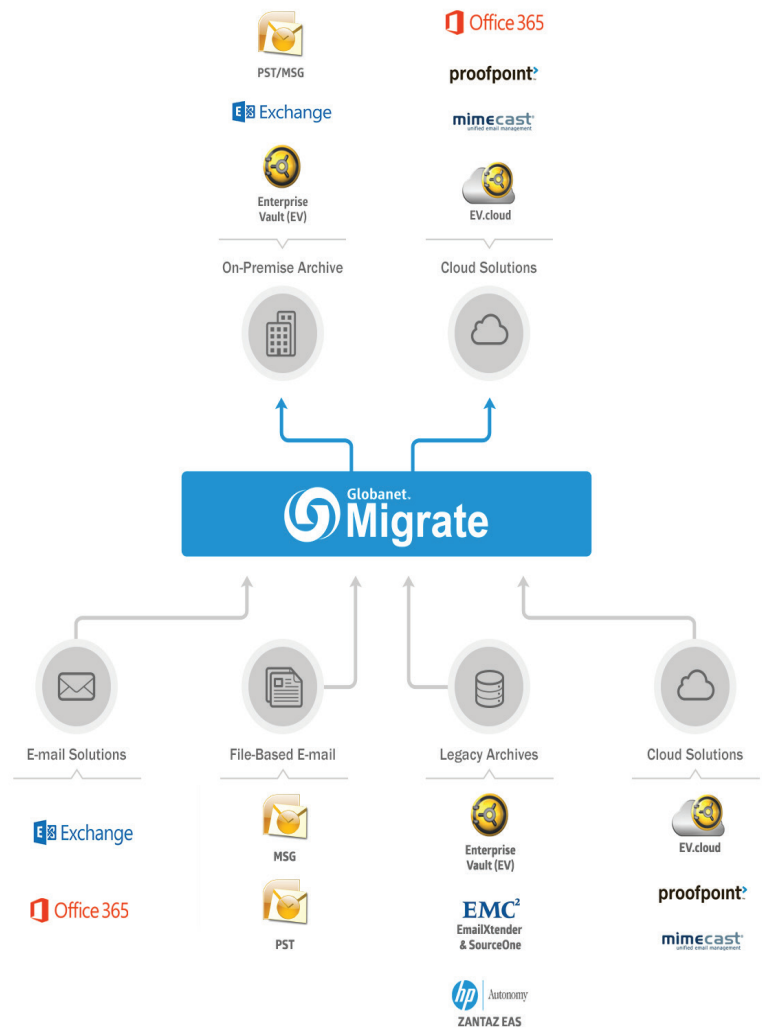 PST/MSG
Exchange
Enterprise
Vault (EV)
On-Premise Archive
Office 365
proofpoint
mimecast
unified email management
EV.cloud
Cloud Solutions
Globanet.
Migrate
E-mail Solutions
Exchange
Office 365
File-Based E-mail
MSG
PST
Legacy Archives
Enterprise
Vault (EV)
EMC²
EmailXtender
& SourceOne
hp Autonomy
ZANTAZ EAS
Cloud Solutions
EV.cloud
proofpoint
mimecast
unified email management